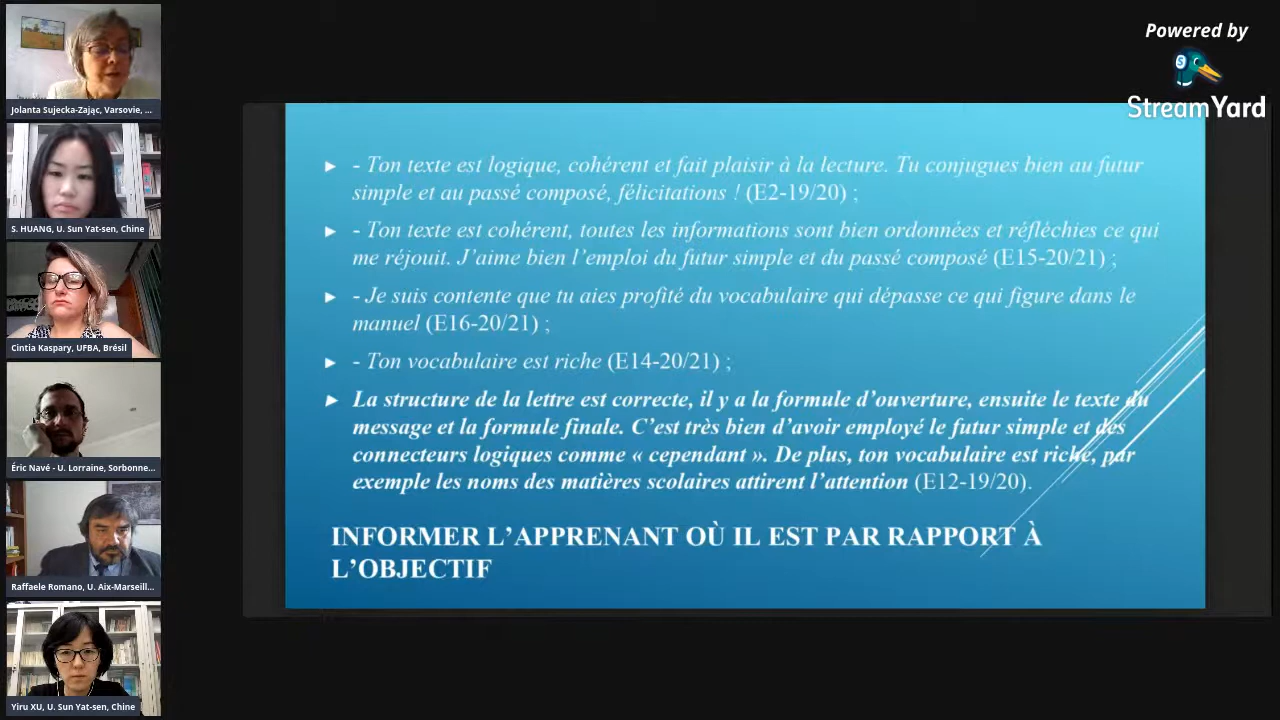 Powered by
StreamYard
Jolanta Sujecka-Zając, Varsovie, ...
S. HUANG, U. Sun Yat-sen, Chine
Cintia Kaspary, UFBA, Brésil
Éric Navé - U. Lorraine, Sorbonne...
Raffaele Romano, U. Aix-Marseill...
Yiru XU, U. Sun Yat-sen, Chine
- Ton texte est logique, cohérent et fait plaisir à la lecture. Tu conjugues bien au futur
simple et au passé composé, félicitations ! (E2-19/20) ;
- Ton texte est cohérent, toutes les informations sont bien ordonnées et réfléchies ce qui
me réjouit. J’aime bien l’emploi du futur simple et du passé composé (E15-20/21) ;
- Je suis contente que tu aies profité du vocabulaire qui dépasse ce qui figure dans le
manuel (E16-20/21) ;
- Ton vocabulaire est riche (E14-20/21) ;
La structure de la lettre est correcte, il y a la formule d’ouverture, ensuite le texte du
message et la formule finale. C’est très bien d’avoir employé le futur simple et des
connecteurs logiques comme « cependant ». De plus, ton vocabulaire est riche, par
exemple les noms des matières scolaires attirent l’attention (E12-19/20).
INFORMER L’APPRENANT OÙ IL EST PAR RAPPORT À
L’OBJECTIF